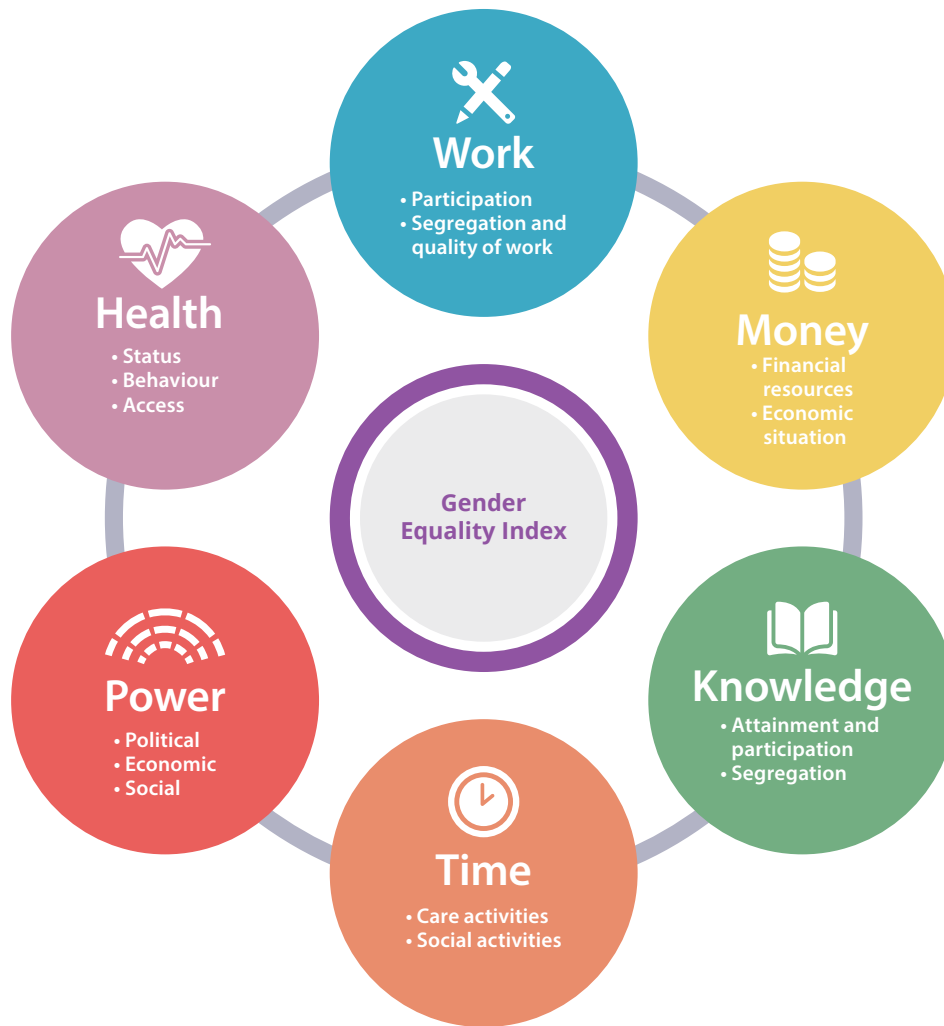 Work
• Participation
• Segregation and
quality of work
Money
• Financial
resources
• Economic
situation
Knowledge
• Attainment and
participation
• Segregation
Time
• Care activities
• Social activities
Power
• Political
• Economic
• Social
Health
• Status
• Behaviour
• Access
Gender
Equality Index